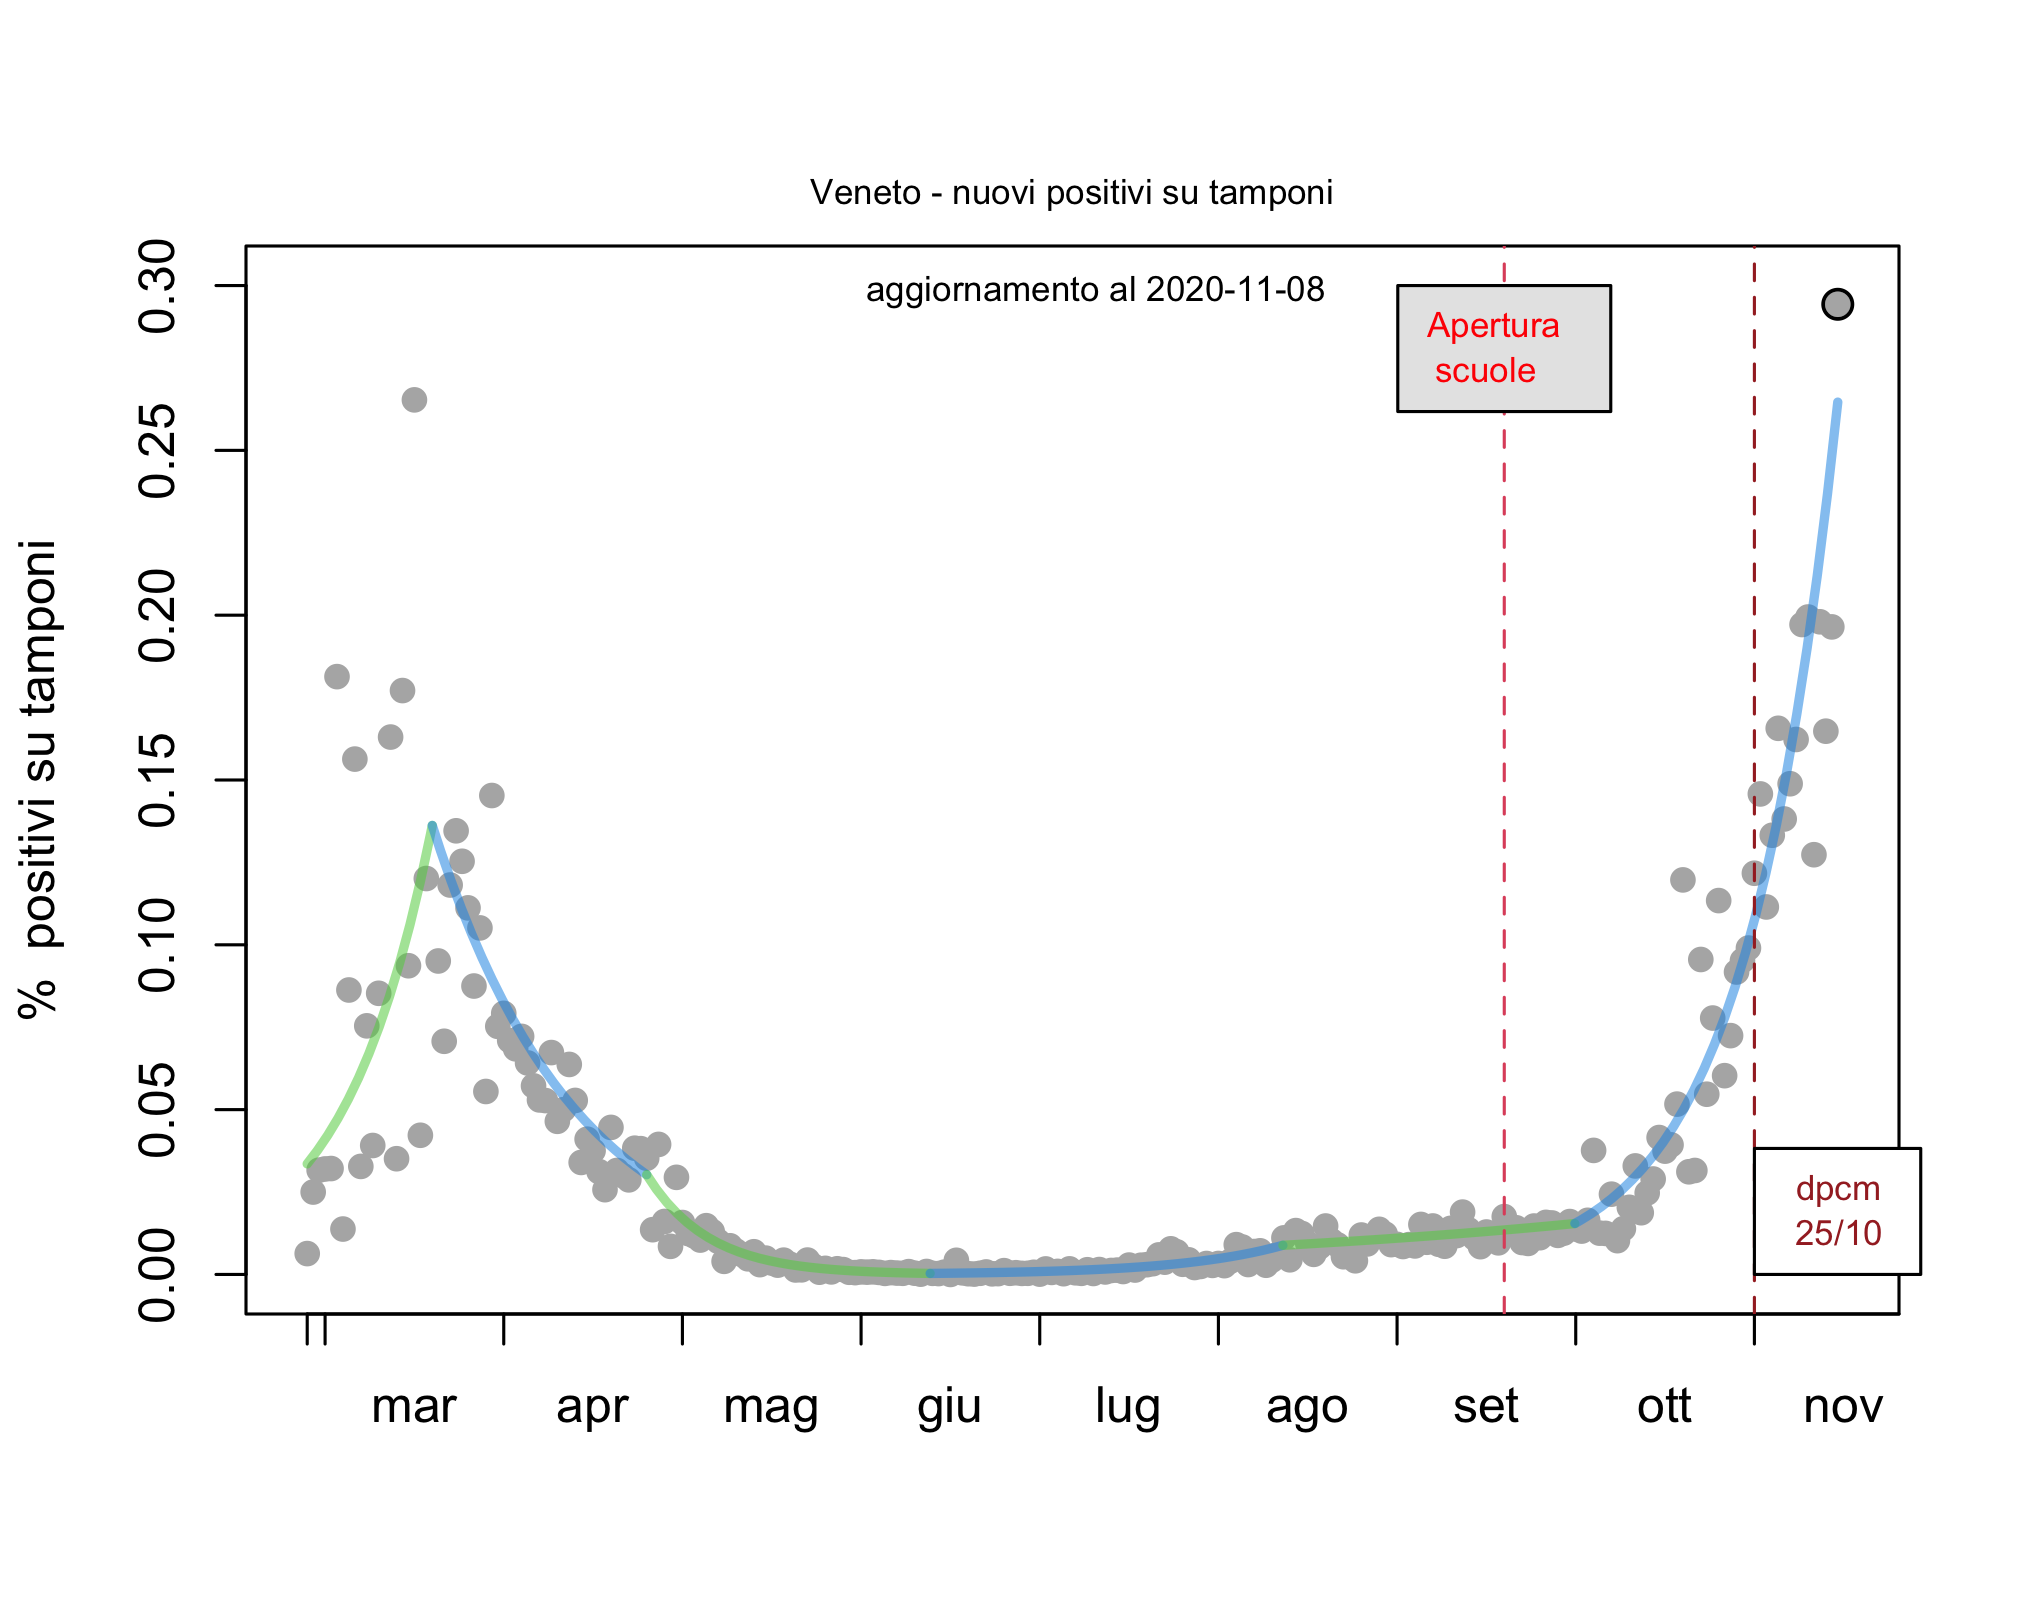 Veneto - nuovi positivi su tamponi
aggiornamento al 2020-11-08
Apertura
scuole
dpcm
25/10
% positivi su tamponi
0.30
0.25
0.20
0.15
0.10
0.05
0.00
mar apr mag giu lug ago set ott nov